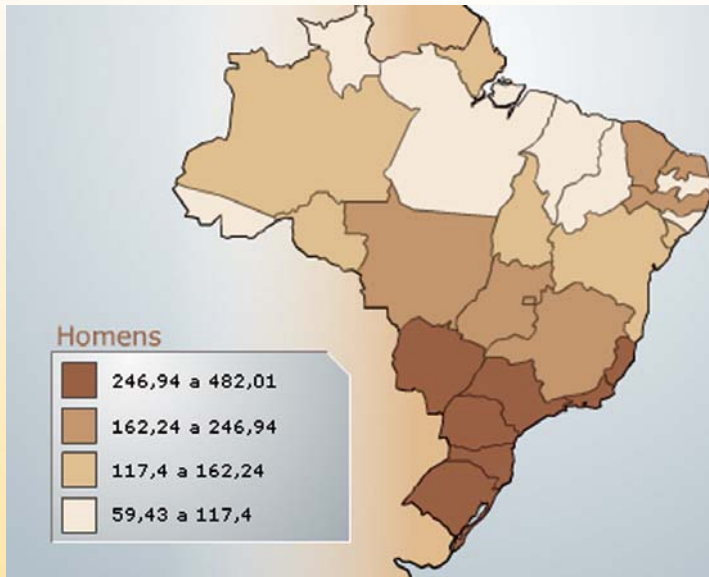 Homens
246,94 a 482,01
162,24 a 246,94
117,4 a 162,24
59,43 a 117,4